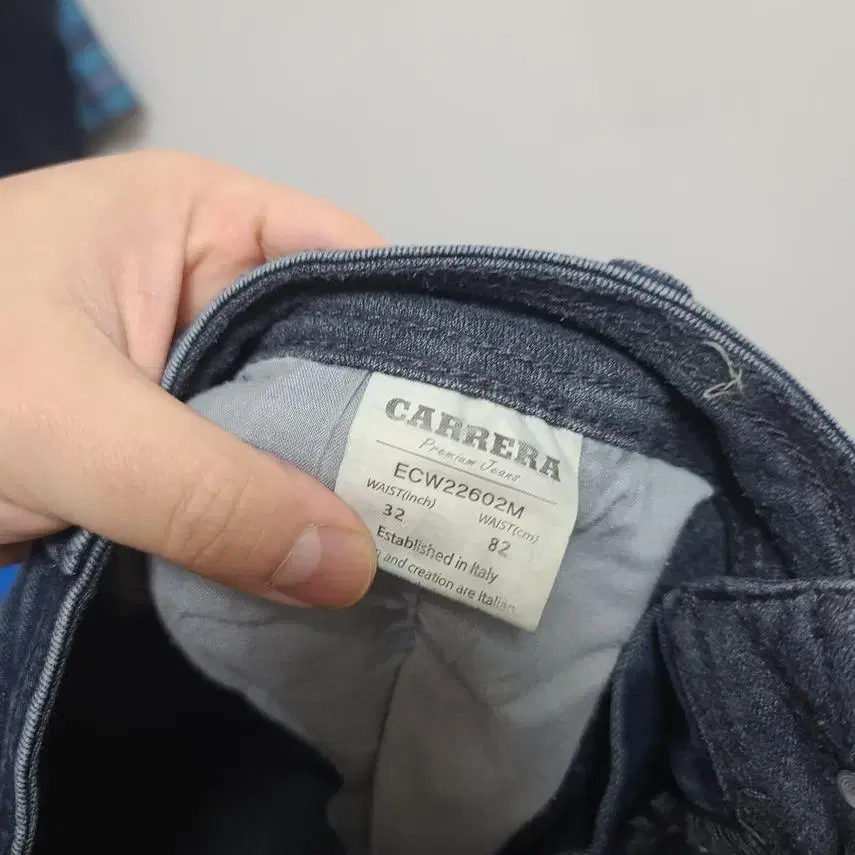 CARRERA
Premium Jeans
ECW22602M
WAIST(inch) WAIST(cm)
32 82
Established in Italy
and creation are Italian